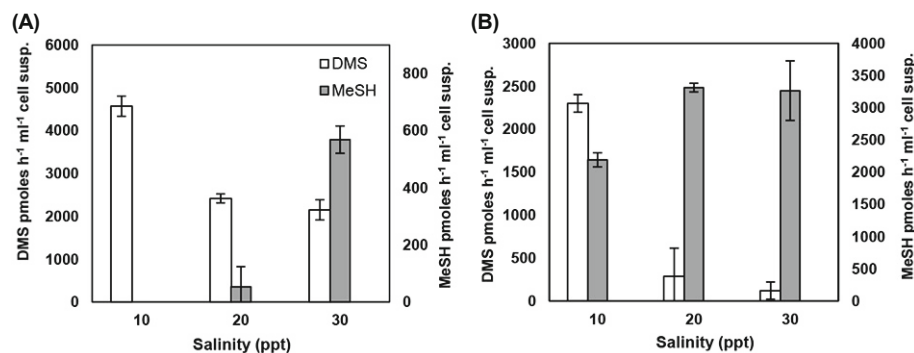 (A)
DMS pmoles h-1 ml-1 cell susp.
6000
5000
4000
3000
2000
1000
0
DMS
MeSH
800
600
400
200
0
MeSH pmoles h-1 ml-1 cell susp.
10 20 30
Salinity (ppt)
(B)
DMS pmoles h-1 ml-1 cell susp.
3000
2500
2000
1500
1000
500
0
4000
3500
3000
2500
2000
1500
1000
500
0
MeSH pmoles h-1 ml-1 cell susp.
10 20 30
Salinity (ppt)